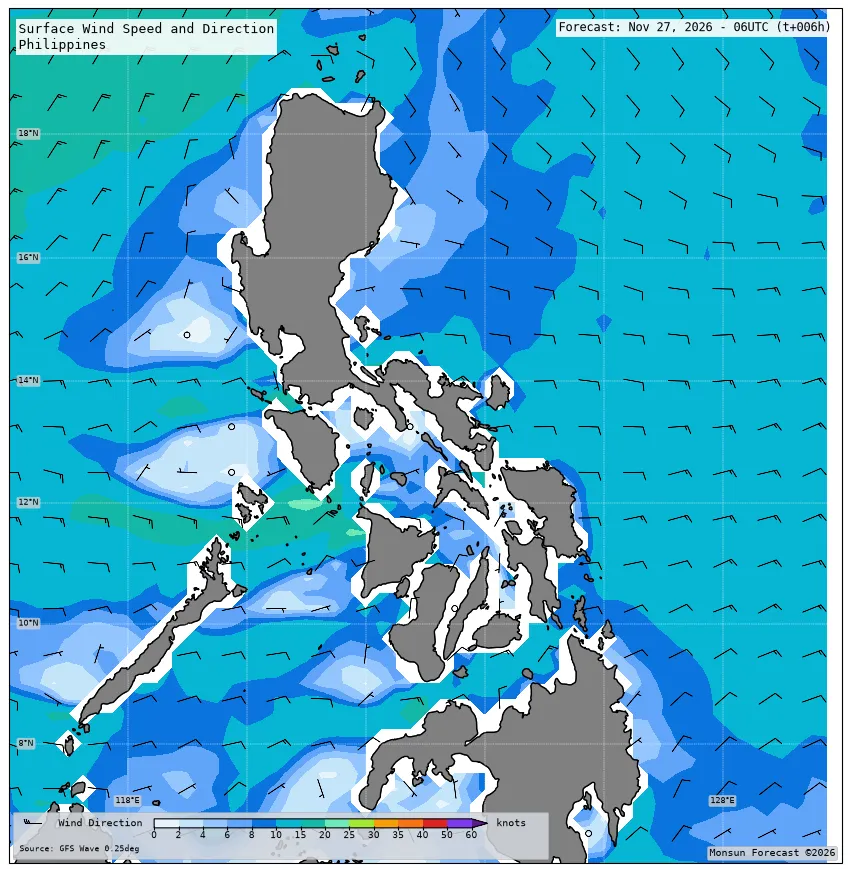 Surface Wind Speed and Direction
Philippines
Forecast: Nov 27, 2026 - 06UTC (t+006h)
18°N
16°N
14°N
12°N
10°N
8°N
118°E
128°E
Wind Direction
knots
0 2 4 6 8 10 15 20 25 30 35 40 50 60
Source: GFS Wave 0.25deg
Monsun Forecast ©2026